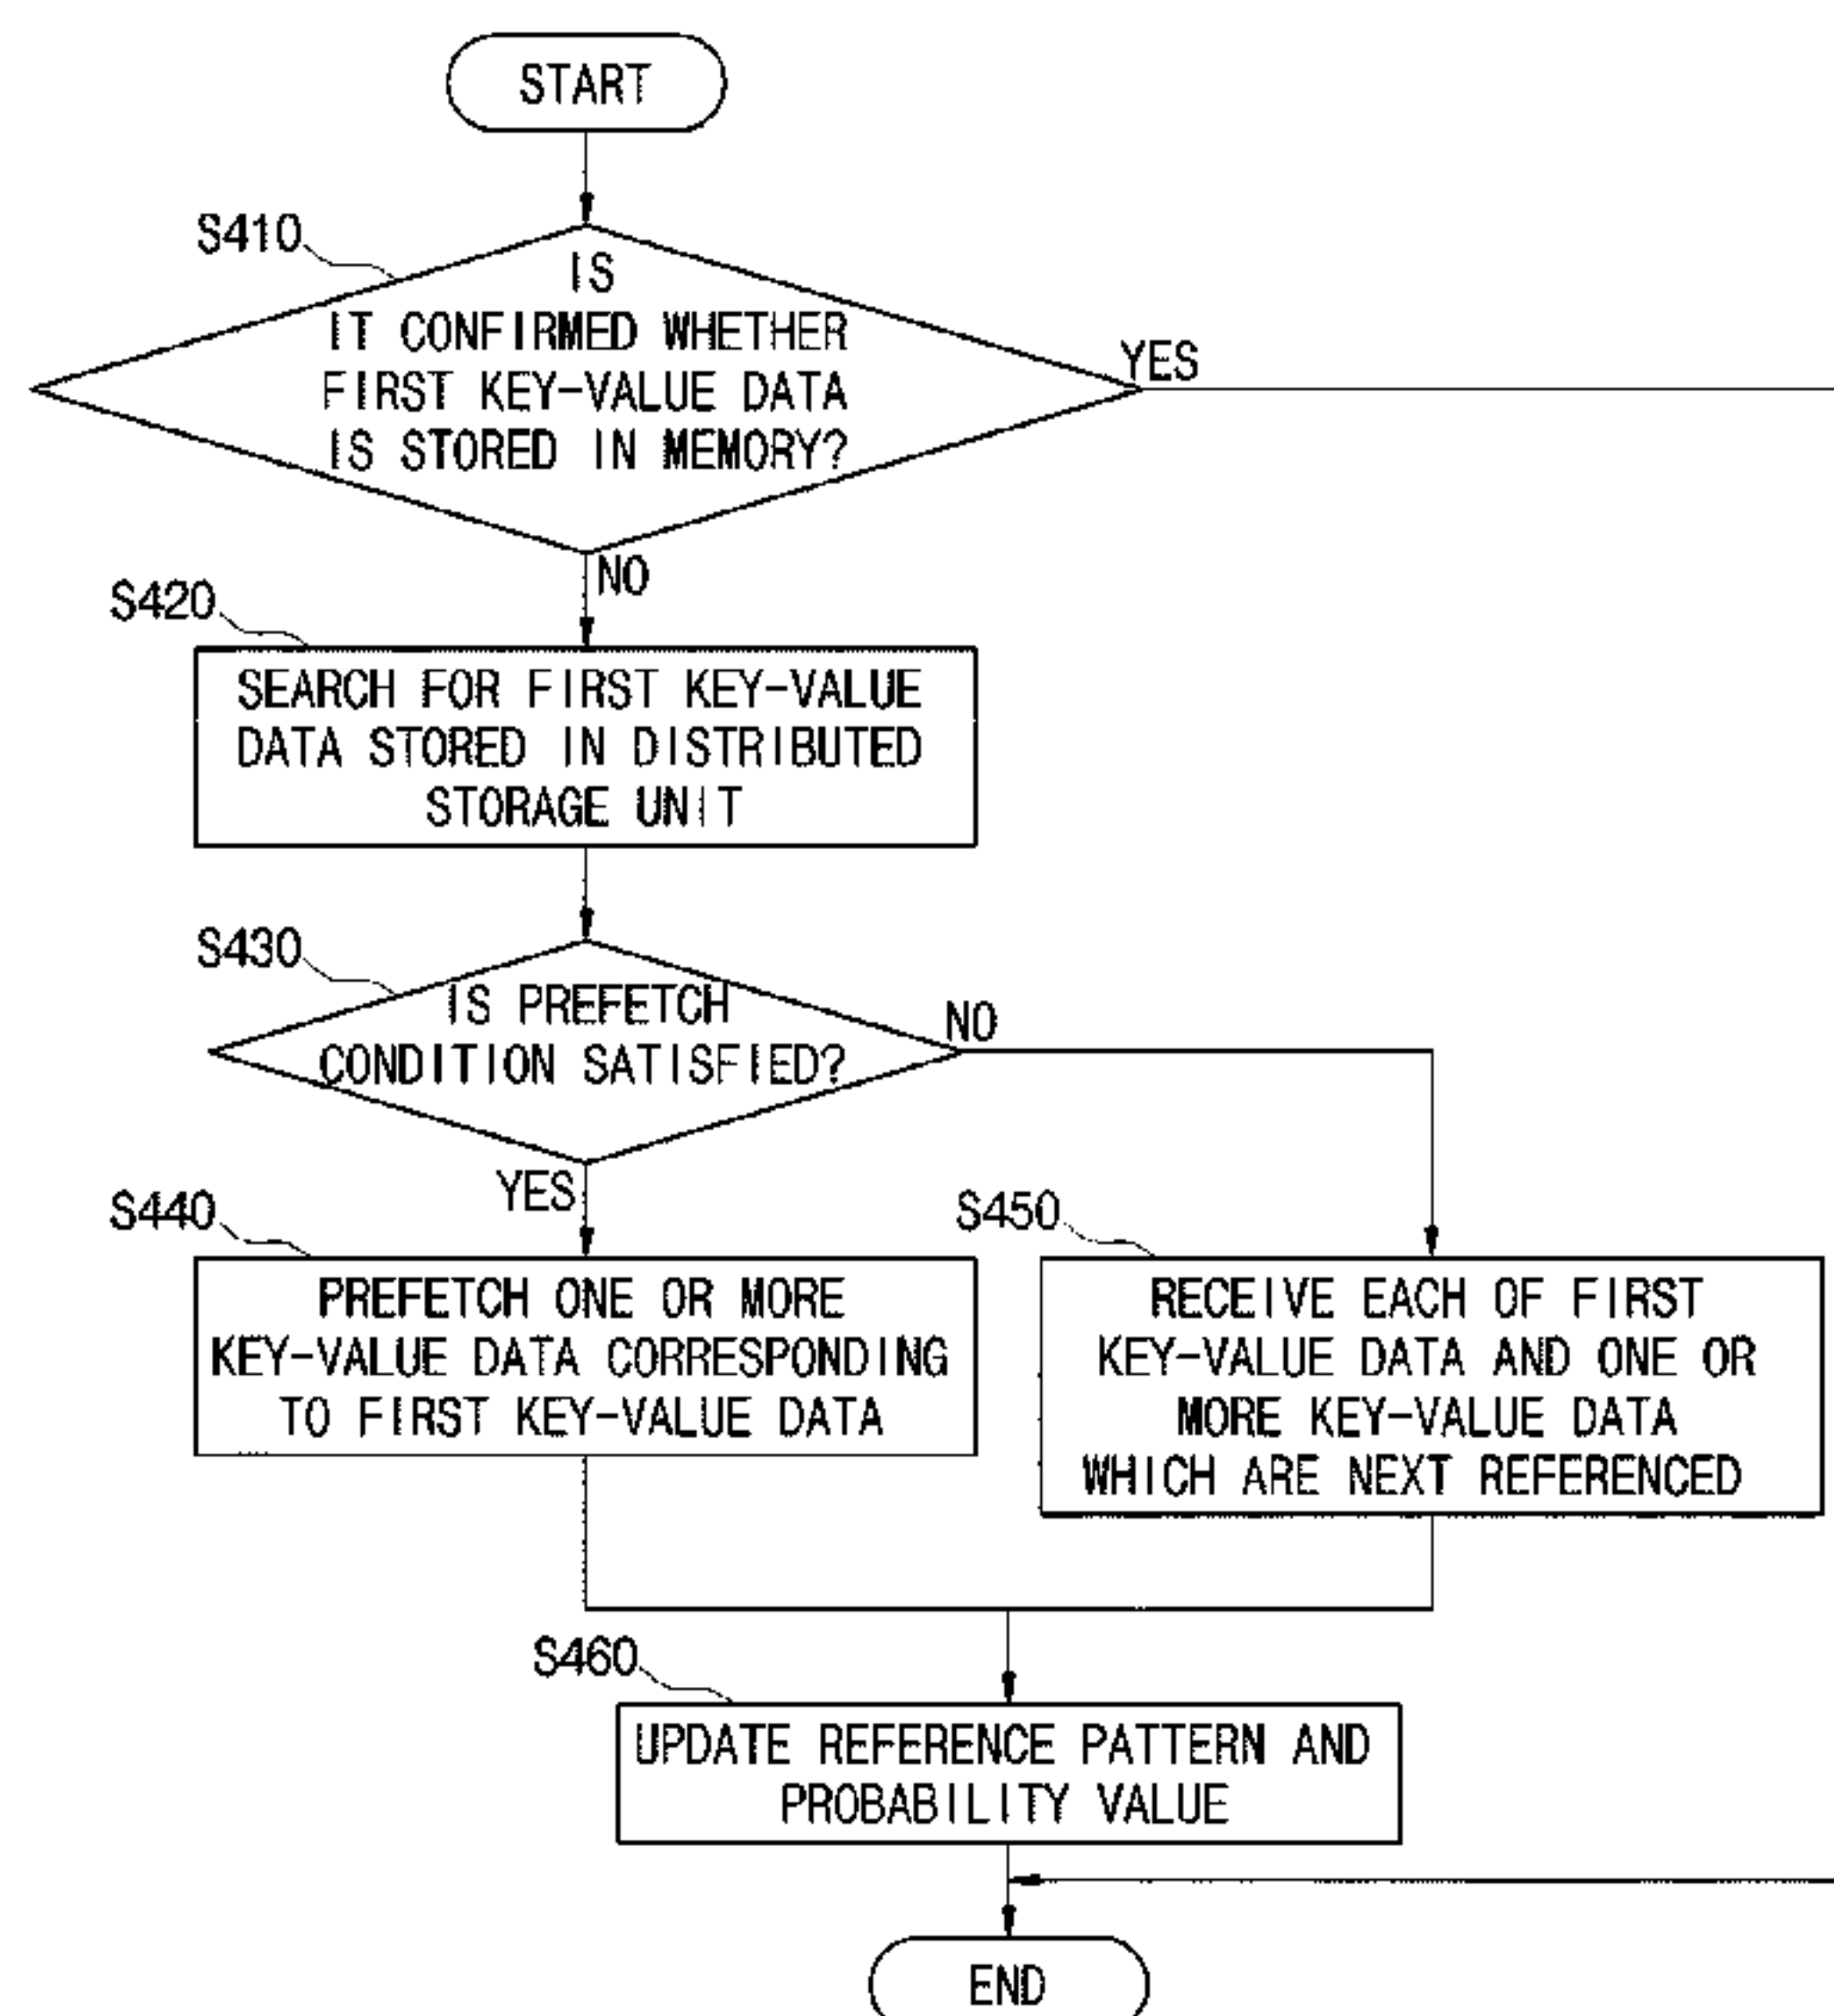 START
S410
IS
IT CONFIRMED WHETHER
FIRST KEY-VALUE DATA
IS STORED IN MEMORY?
YES
NO
S420
SEARCH FOR FIRST KEY-VALUE
DATA STORED IN DISTRIBUTED
STORAGE UNIT
S430
IS PREFETCH
CONDITION SATISFIED?
NO
YES
S440
PREFETCH ONE OR MORE
KEY-VALUE DATA CORRESPONDING
TO FIRST KEY-VALUE DATA
S450
RECEIVE EACH OF FIRST
KEY-VALUE DATA AND ONE OR
MORE KEY-VALUE DATA
WHICH ARE NEXT REFERENCED
S460
UPDATE REFERENCE PATTERN AND
PROBABILITY VALUE
END